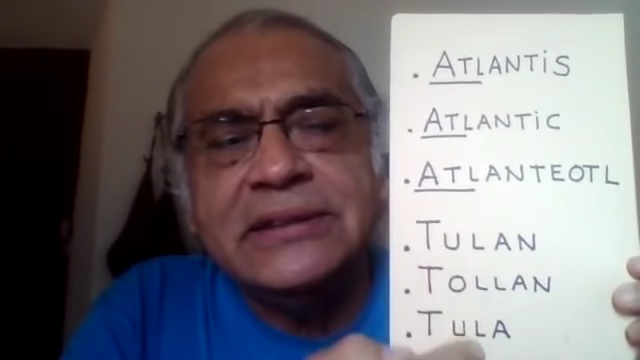 . ATLANTiS
. ATLANTiC
. ATLANTEOTL
. TULAN
. TOLLAN
. TULA